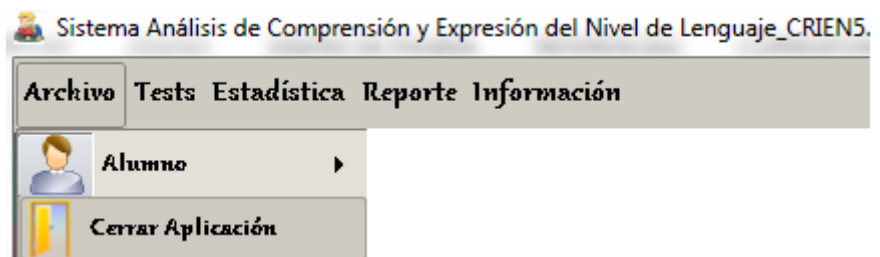 Sistema Análisis de Comprensión y Expresión del Nivel de Lenguaje_CRIEN5.
Archivo Tests Estadística Reporte Información
Alumno
Cerrar Aplicación